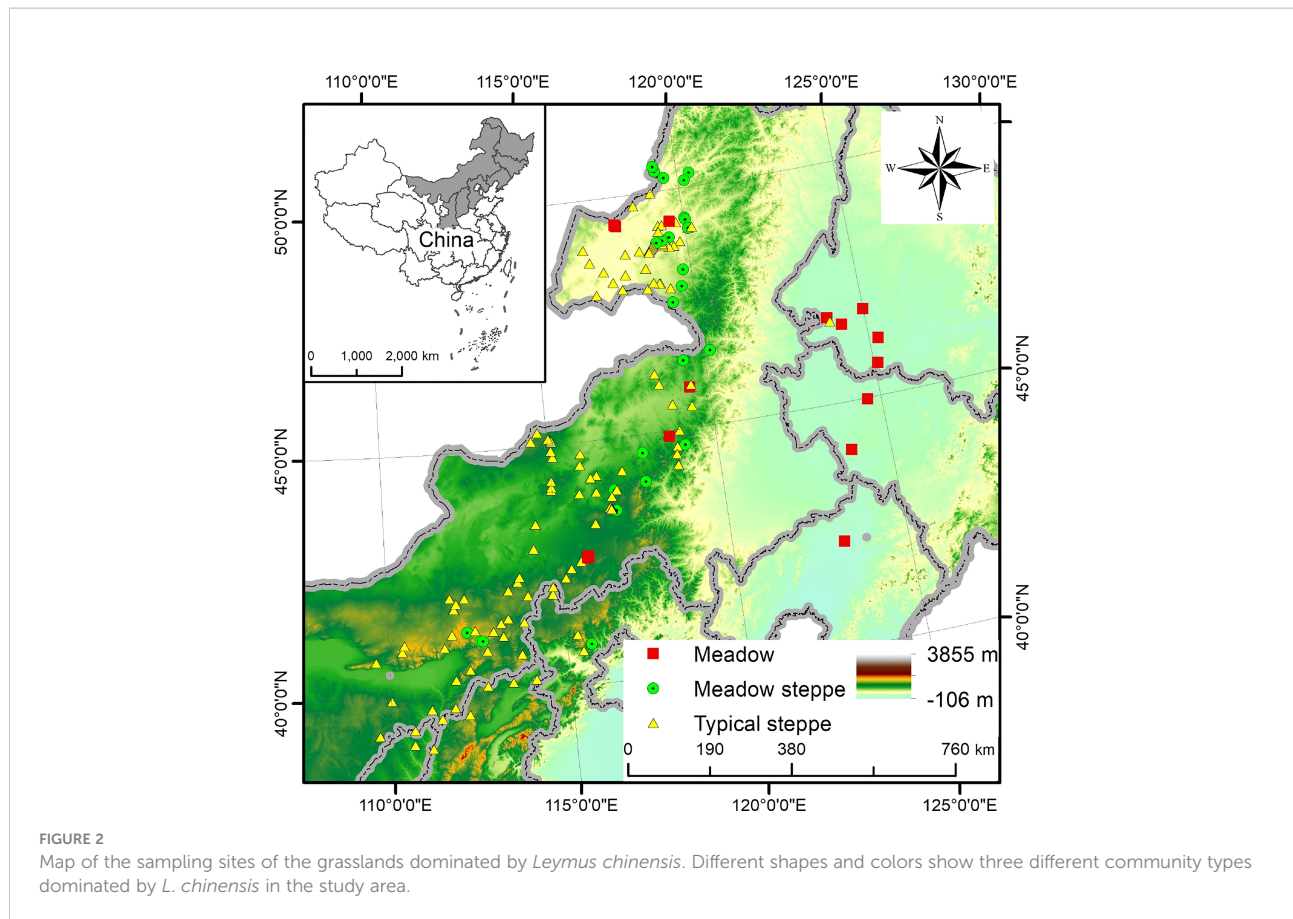 110°0'0"E 115°0'0"E 120°0'0"E 125°0'0"E 130°0'0"E
N
W E
S
China
0 1,000 2,000 km
50°0'0"N
45°0'0"N
45°0'0"N
40°0'0"N
40°0'0"N
Meadow
Meadow steppe
Typical steppe
3855 m
-106 m
0 190 380 760 km
110°0'0"E 115°0'0"E 120°0'0"E 125°0'0"E
FIGURE 2
Map of the sampling sites of the grasslands dominated by Leymus chinensis. Different shapes and colors show three different community types
dominated by L. chinensis in the study area.